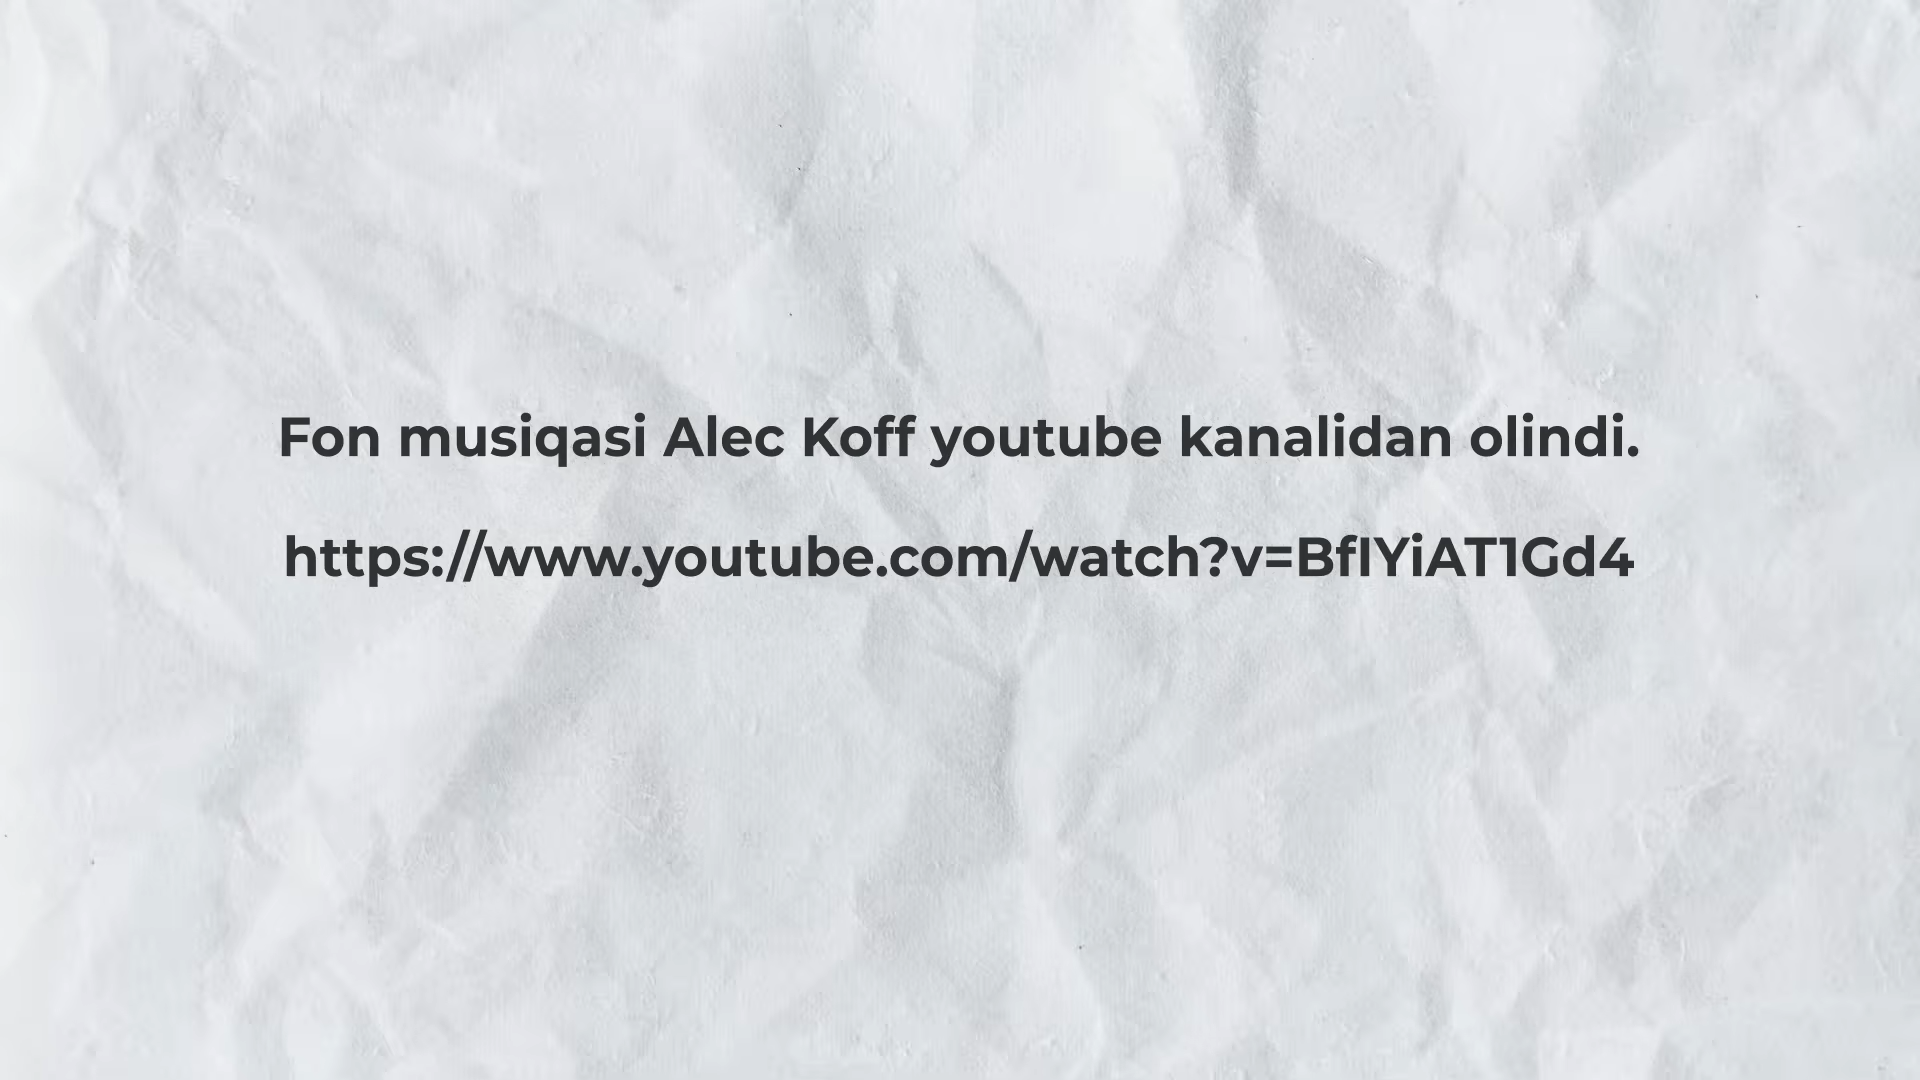 Fon musiqasi Alec Koff youtube kanalidan olindi.
https://www.youtube.com/watch?v=BfIYiAT1Gd4